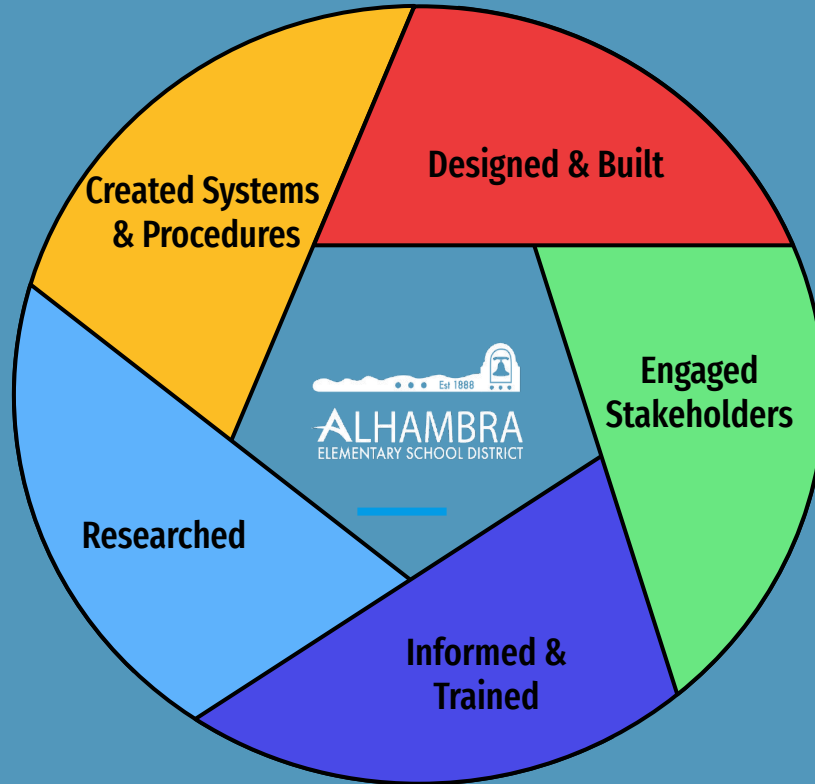 Designed & Built
Created Systems
& Procedures
Est 1888
ALHAMBRA
ELEMENTARY SCHOOL DISTRICT
Engaged
Stakeholders
Researched
Informed &
Trained